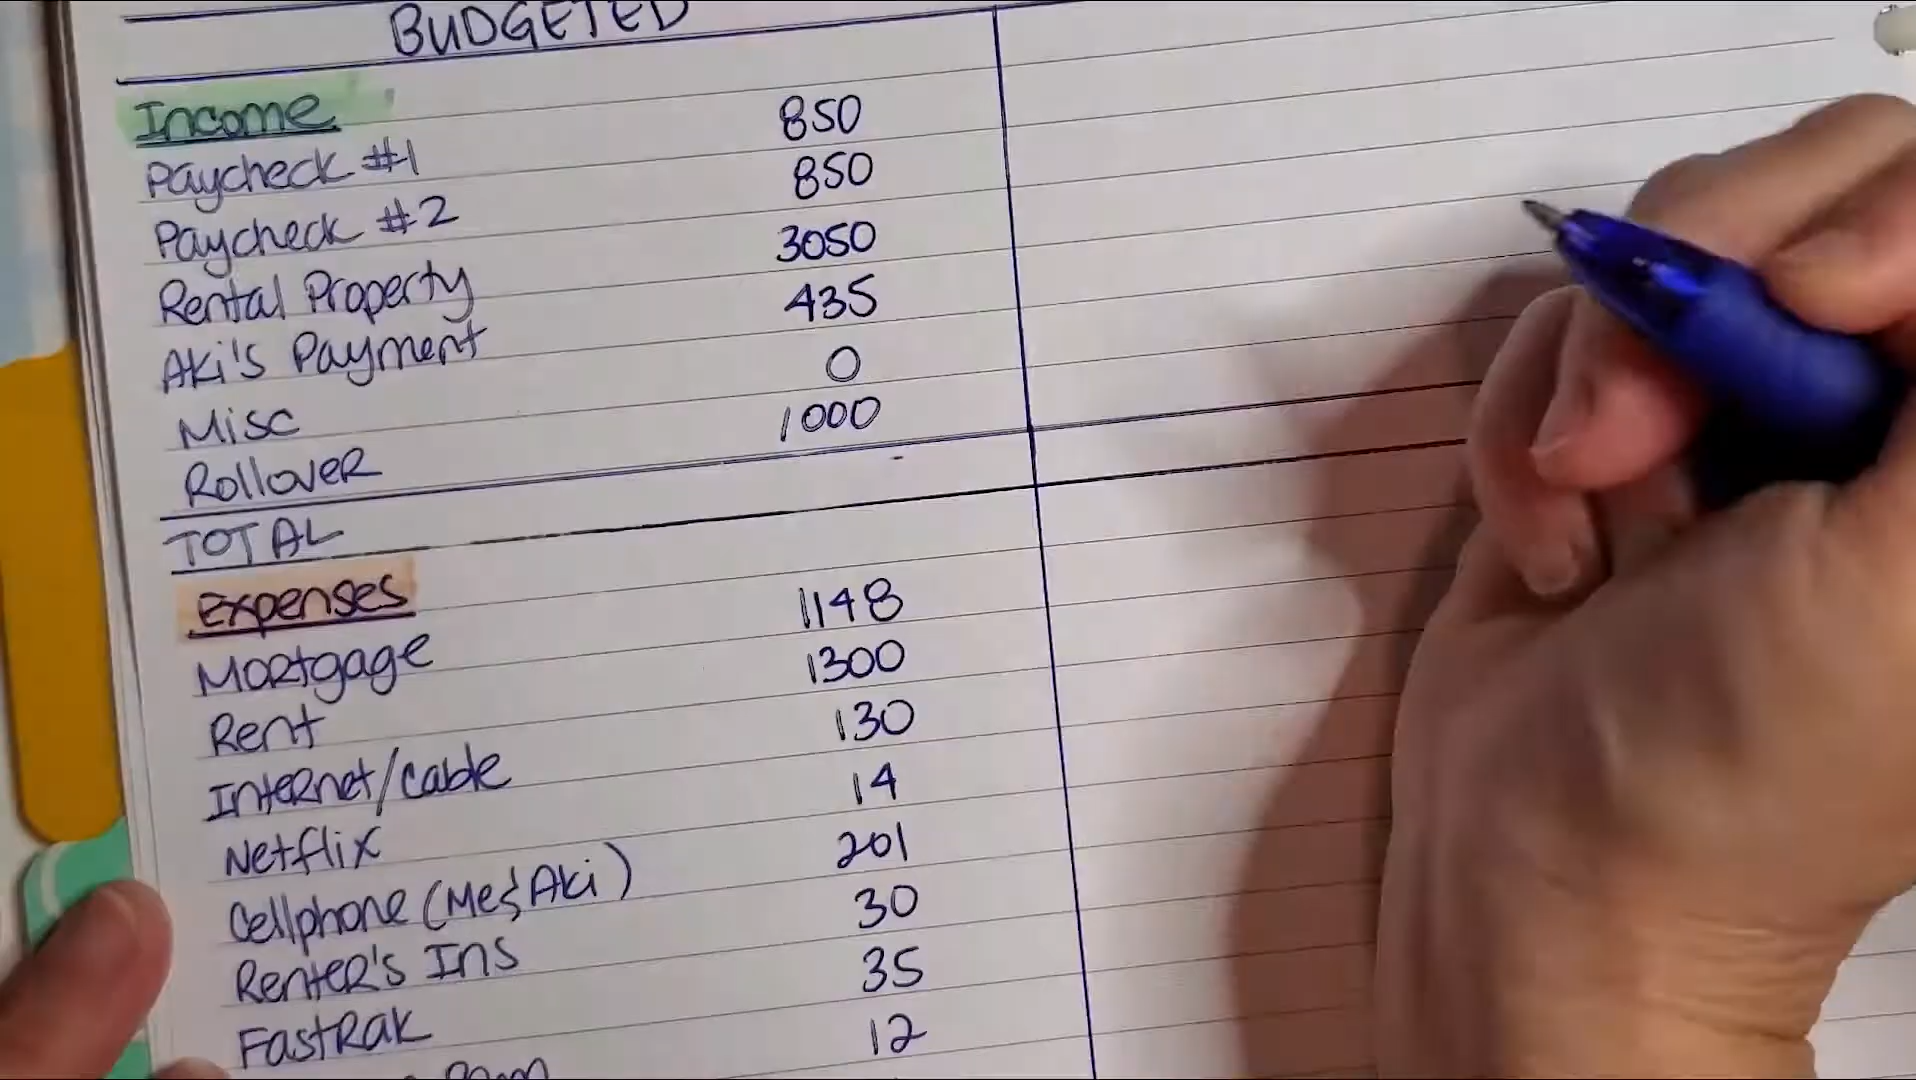 BUDGETED
Income
Paycheck #1 850
Paycheck #2 850
Rental Property 3050
Aki's Payment 435
Misc 0
Rollover 1000
TOTAL
Expenses
Mortgage 1148
Rent 1300
Internet/cable 130
Netflix 14
Cellphone (Me & Aki) 201
Renter's Ins 30
FastRak 35
12